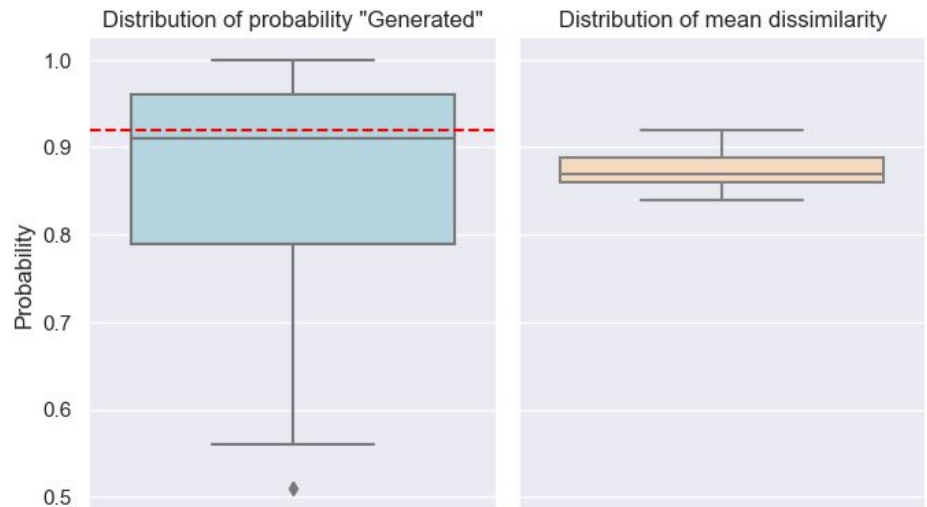 Distribution of probability "Generated"
Distribution of mean dissimilarity
Probability
1.0
0.9
0.8
0.7
0.6
0.5